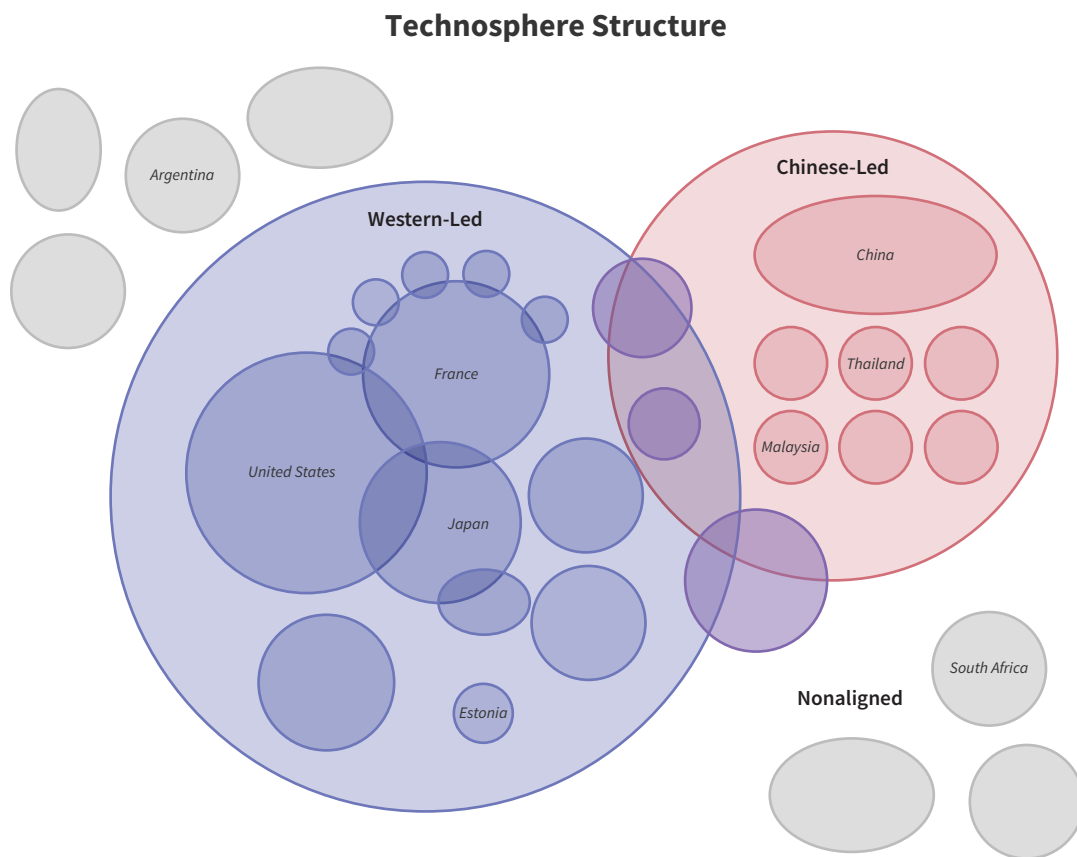 Technosphere Structure
Argentina
Western-Led
Chinese-Led
China
France
Thailand
Malaysia
United States
Japan
Estonia
Nonaligned
South Africa